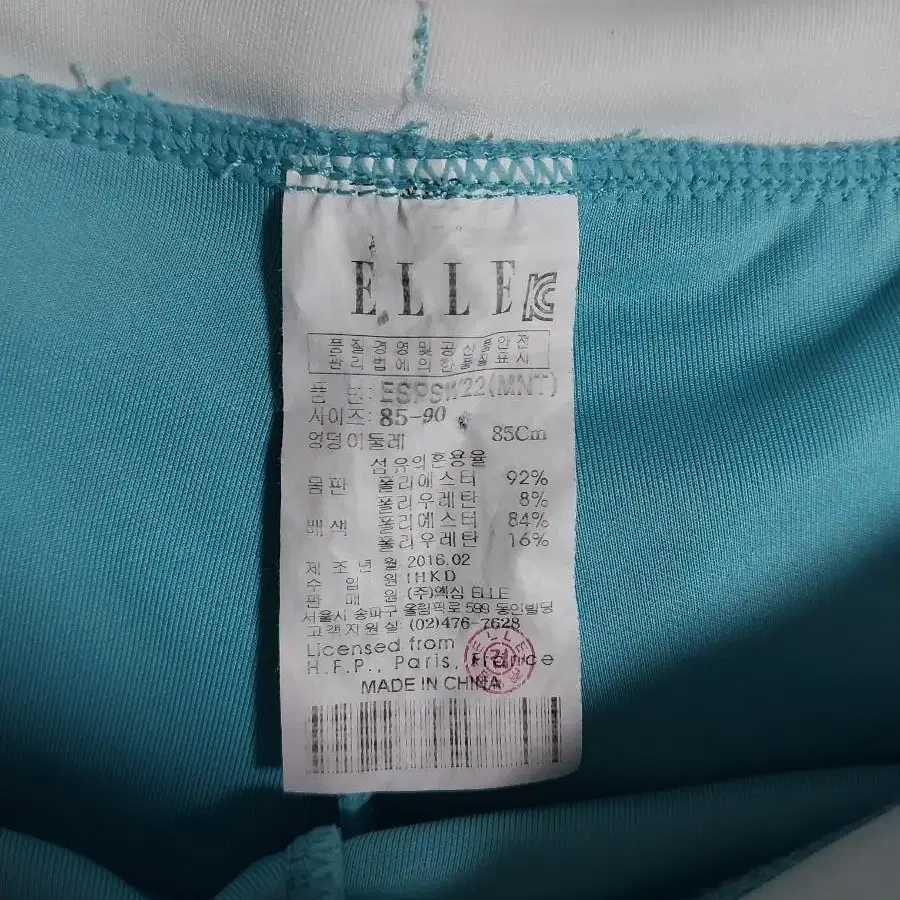 ELLE
품질경영및공산품안전
관리법에의한품질표시
품 번: ESPSW22(MNT)
사이즈: 85-90
엉덩이둘레 85Cm
섬유의혼용율
몸판 폴리에스터 92%
폴리우레탄 8%
배색 폴리에스터 84%
폴리우레탄 16%
제 조 년 월: 2016.02
수 입 원: IHKD
판 매 원: (주)엑심 ELLE
서울시 송파구 올림픽로 599 동인빌딩
고객지원실: (02)476-7628
Licensed from
H.F.P., Paris, France
ELLE
MADE IN CHINA